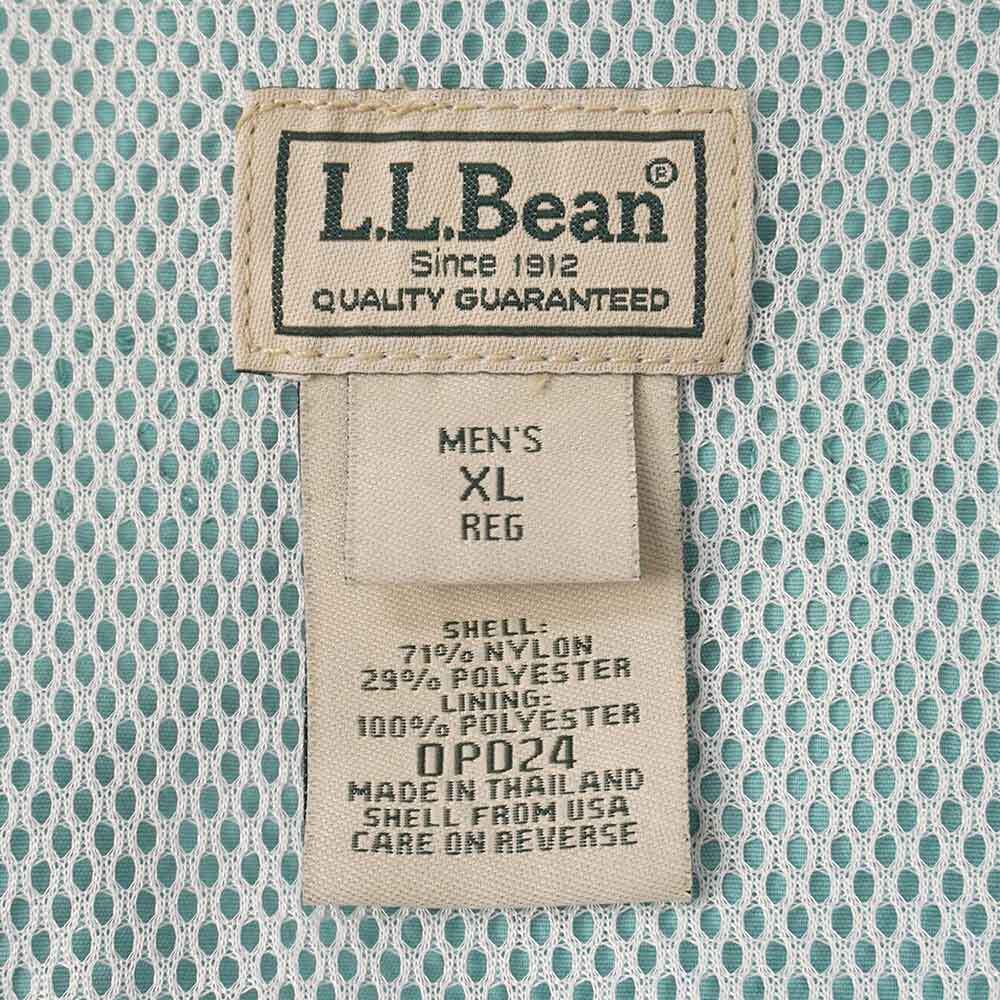 L.L.Bean®
Since 1912
QUALITY GUARANTEED
MEN'S
XL
REG
SHELL:
71% NYLON
29% POLYESTER
LINING:
100% POLYESTER
0PD24
MADE IN THAILAND
SHELL FROM USA
CARE ON REVERSE